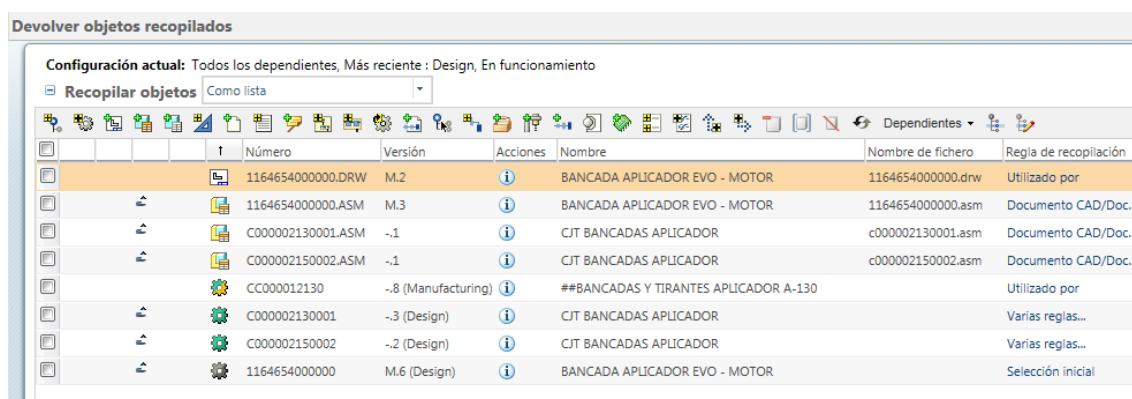 Devolver objetos recopilados
Configuración actual: Todos los dependientes, Más reciente : Design, En funcionamiento
Recopilar objetos Como lista
Dependientes
Número Versión Acciones Nombre Nombre de fichero Regla de recopilación
1164654000000.DRW M.2 BANCADA APLICADOR EVO - MOTOR 1164654000000.drw Utilizado por
1164654000000.ASM M.3 BANCADA APLICADOR EVO - MOTOR 1164654000000.asm Documento CAD/Doc..
C000002130001.ASM -.1 CJT BANCADAS APLICADOR c000002130001.asm Documento CAD/Doc..
C000002150002.ASM -.1 CJT BANCADAS APLICADOR c000002150002.asm Documento CAD/Doc..
CC000012130 -.8 (Manufacturing) ##BANCADAS Y TIRANTES APLICADOR A-130 Utilizado por
C000002130001 -.3 (Design) CJT BANCADAS APLICADOR Varias reglas...
C000002150002 -.2 (Design) CJT BANCADAS APLICADOR Varias reglas...
1164654000000 M.6 (Design) BANCADA APLICADOR EVO - MOTOR Selección inicial